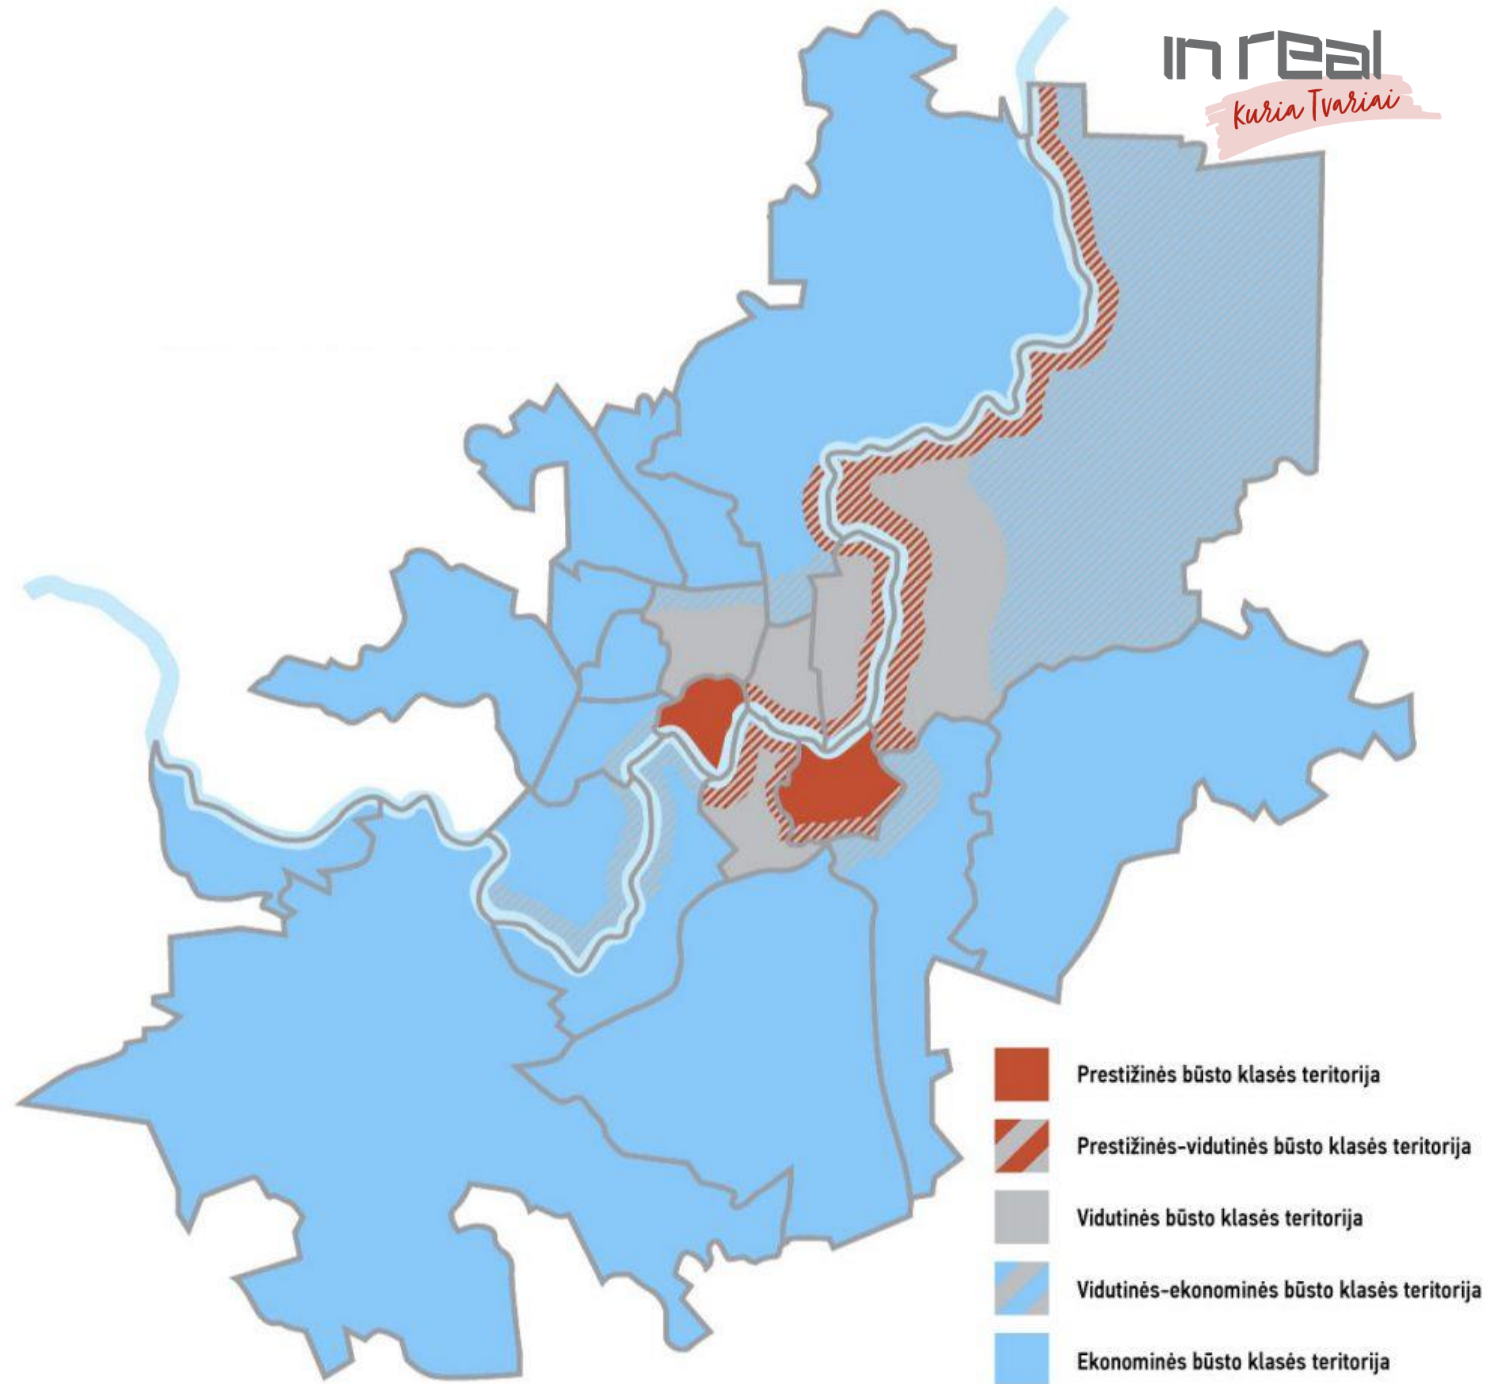 in real
Kuria Tvariai
Prestižinės būsto klasės teritorija
Prestižinės-vidutinės būsto klasės teritorija
Vidutinės būsto klasės teritorija
Vidutinės-ekonominės būsto klasės teritorija
Ekonominės būsto klasės teritorija